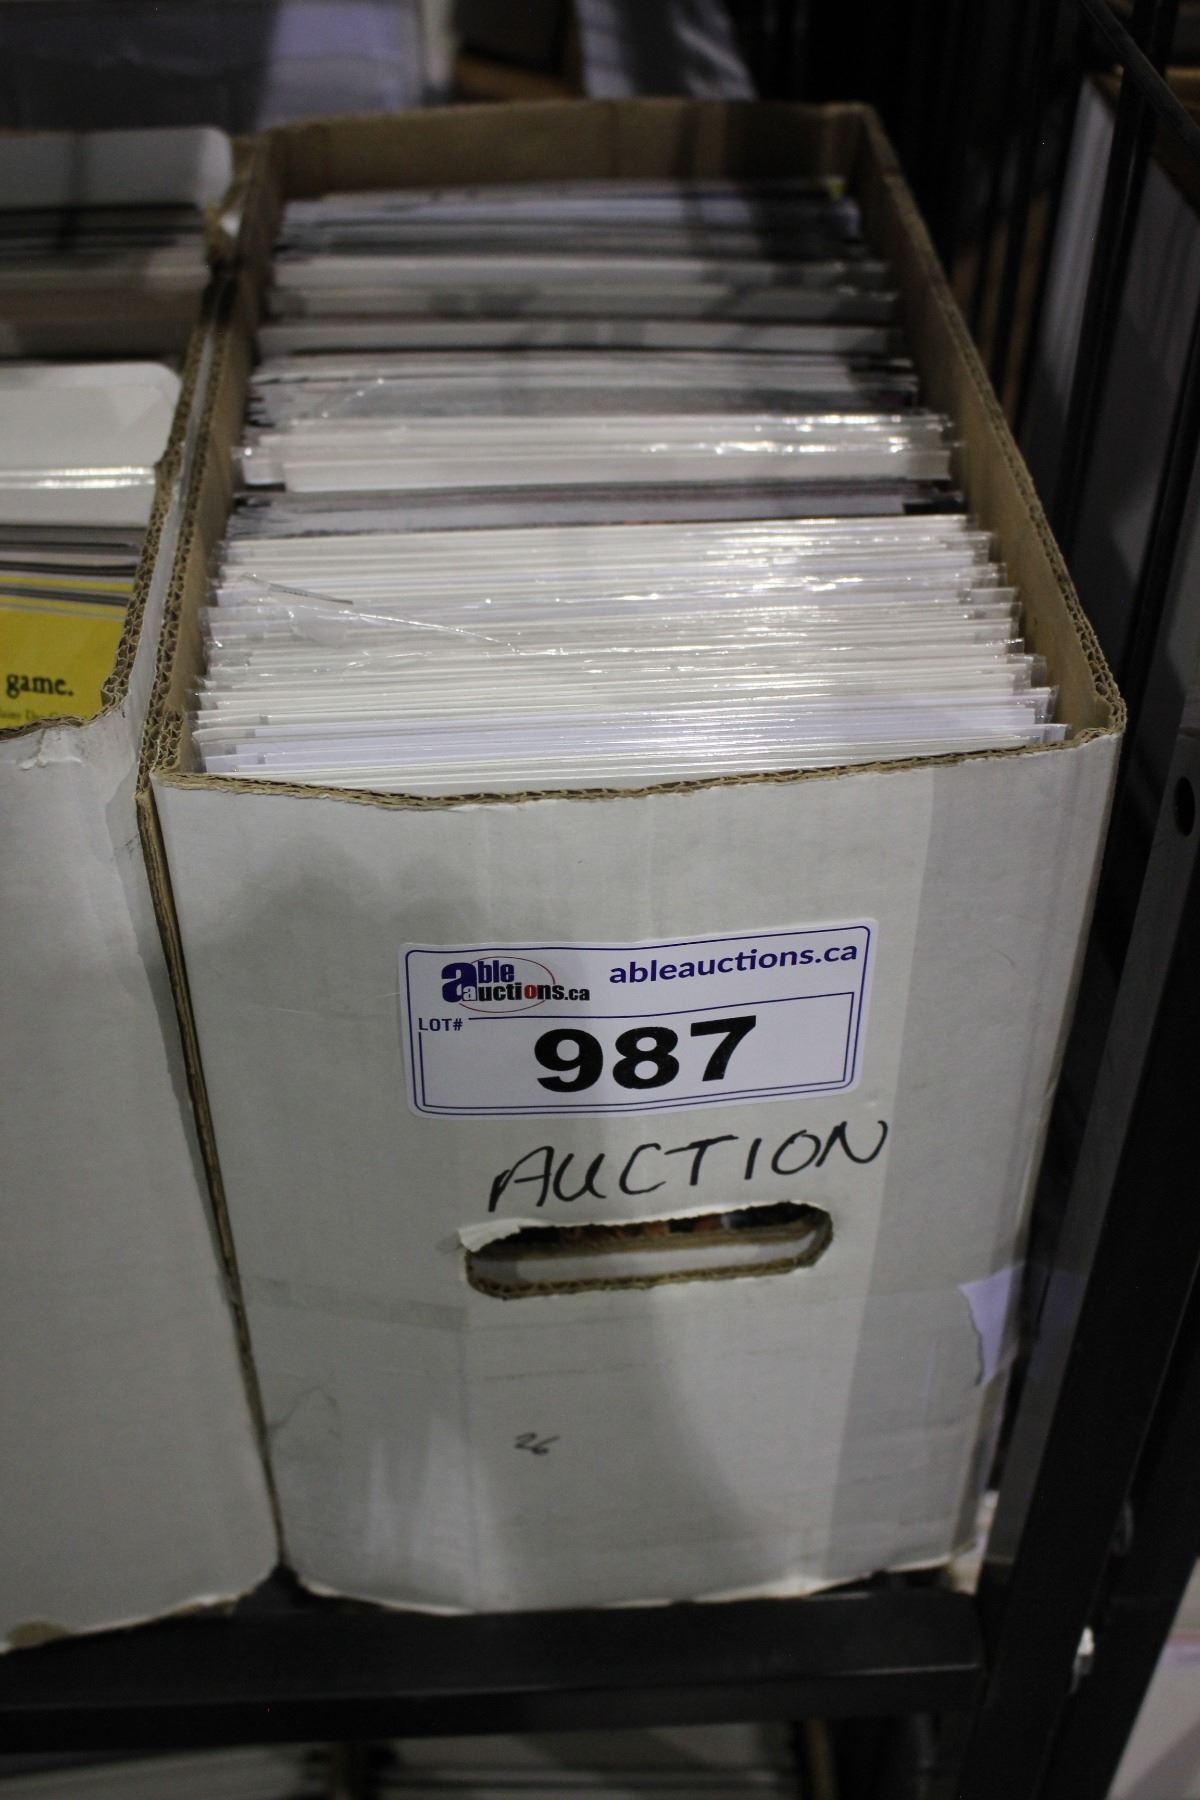 game.
able auctions.ca
ableauctions.ca
LOT#
987
AUCTION
26